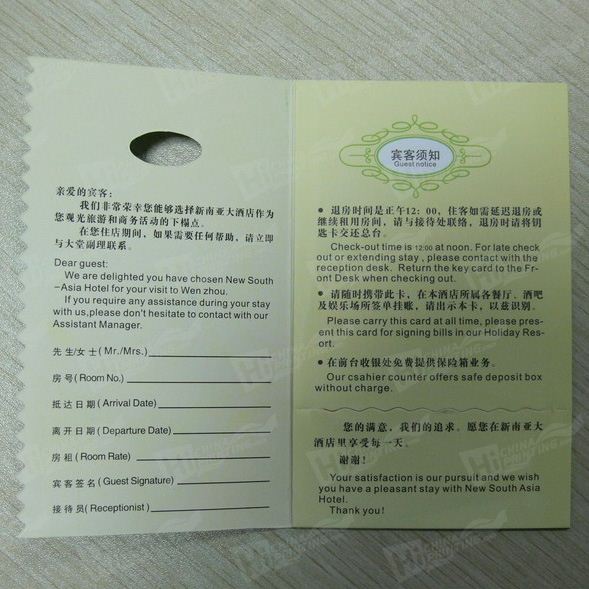 亲爱的宾客：
我们非常荣幸您能够选择新南亚大酒店作为
您观光旅游和商务活动的下榻点。
在您住店期间，如果需要任何帮助，请立即
与大堂副理联系。
Dear guest:
We are delighted you have chosen New South
-Asia Hotel for your visit to Wen zhou.
If you require any assistance during your stay
with us,please don't hesitate to contact with our
Assistant Manager.
先生/女士(Mr./Mrs.)
房号(Room No.)
抵达日期(Arrival Date)
离开日期(Departure Date)
房租(Room Rate)
宾客签名(Guest Signature)
接待员(Receptionist)
宾客须知
Guest notice
● 退房时间是正午12：00，住客如需延迟退房或
继续租用房间，请与接待处联络，退房时请将钥
匙卡交还总台。
Check-out time is 12:00 at noon. For late check
out or extending stay , please contact with the
reception desk. Return the key card to the Fr-
ont Desk when checking out.
● 请随时携带此卡，在本酒店所属各餐厅、酒吧
及娱乐场所签单挂账，请出示本卡，以兹识别。
Please carry this card at all time, please pres-
ent this card for signing bills in our Holiday Res-
ort.
● 在前台收银处免费提供保险箱业务。
Our csahier counter offers safe deposit box
without charge.
您的满意，我们的追求。愿您在新南亚大
酒店里享受每一天。
谢谢！
Your satisfaction is our pursuit and we wish
you have a pleasant stay with New South Asia
Hotel.
Thank you!